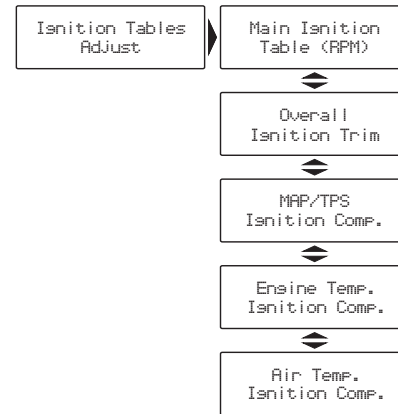 Ignition Tables
Adjust
Main Ignition
Table (RPM)
Overall
Ignition Trim
MAP/TPS
Ignition Comp.
Engine Temp.
Ignition Comp.
Air Temp.
Ignition Comp.